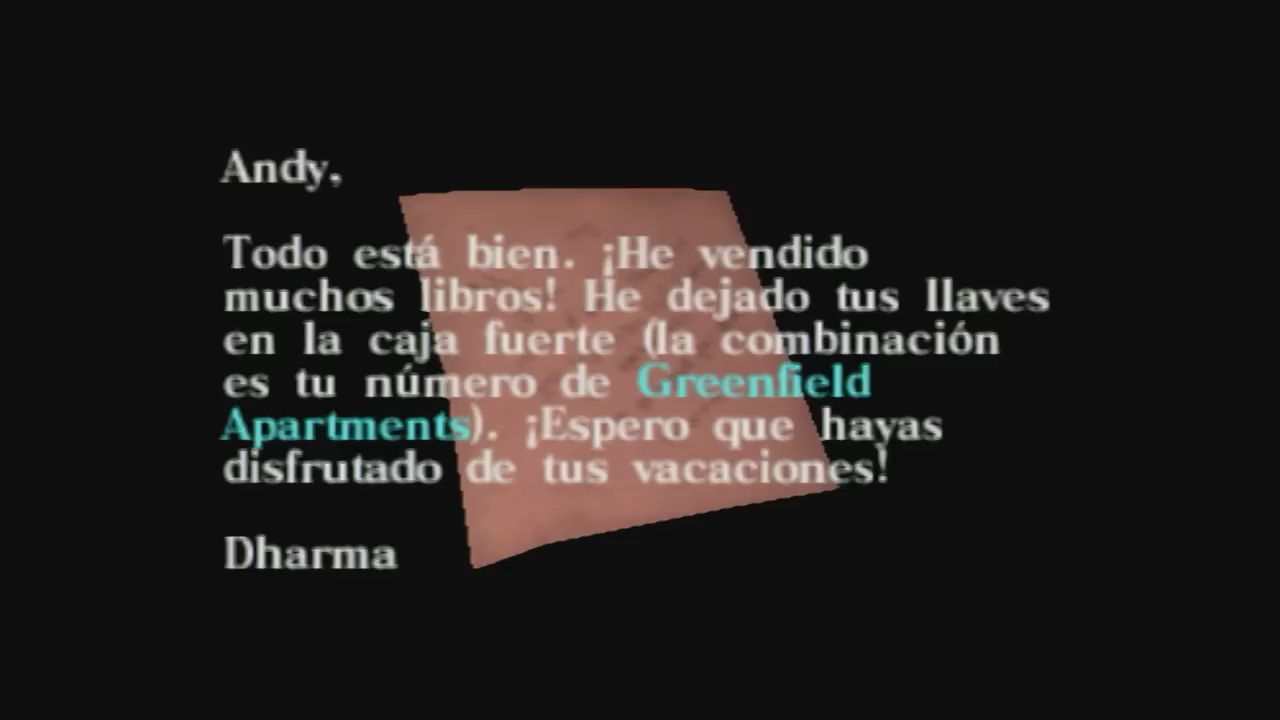 Andy,
Todo está bien. ¡He vendido
muchos libros! He dejado tus llaves
en la caja fuerte (la combinación
es tu número de Greenfield
Apartments). ¡Espero que hayas
disfrutado de tus vacaciones!
Dharma